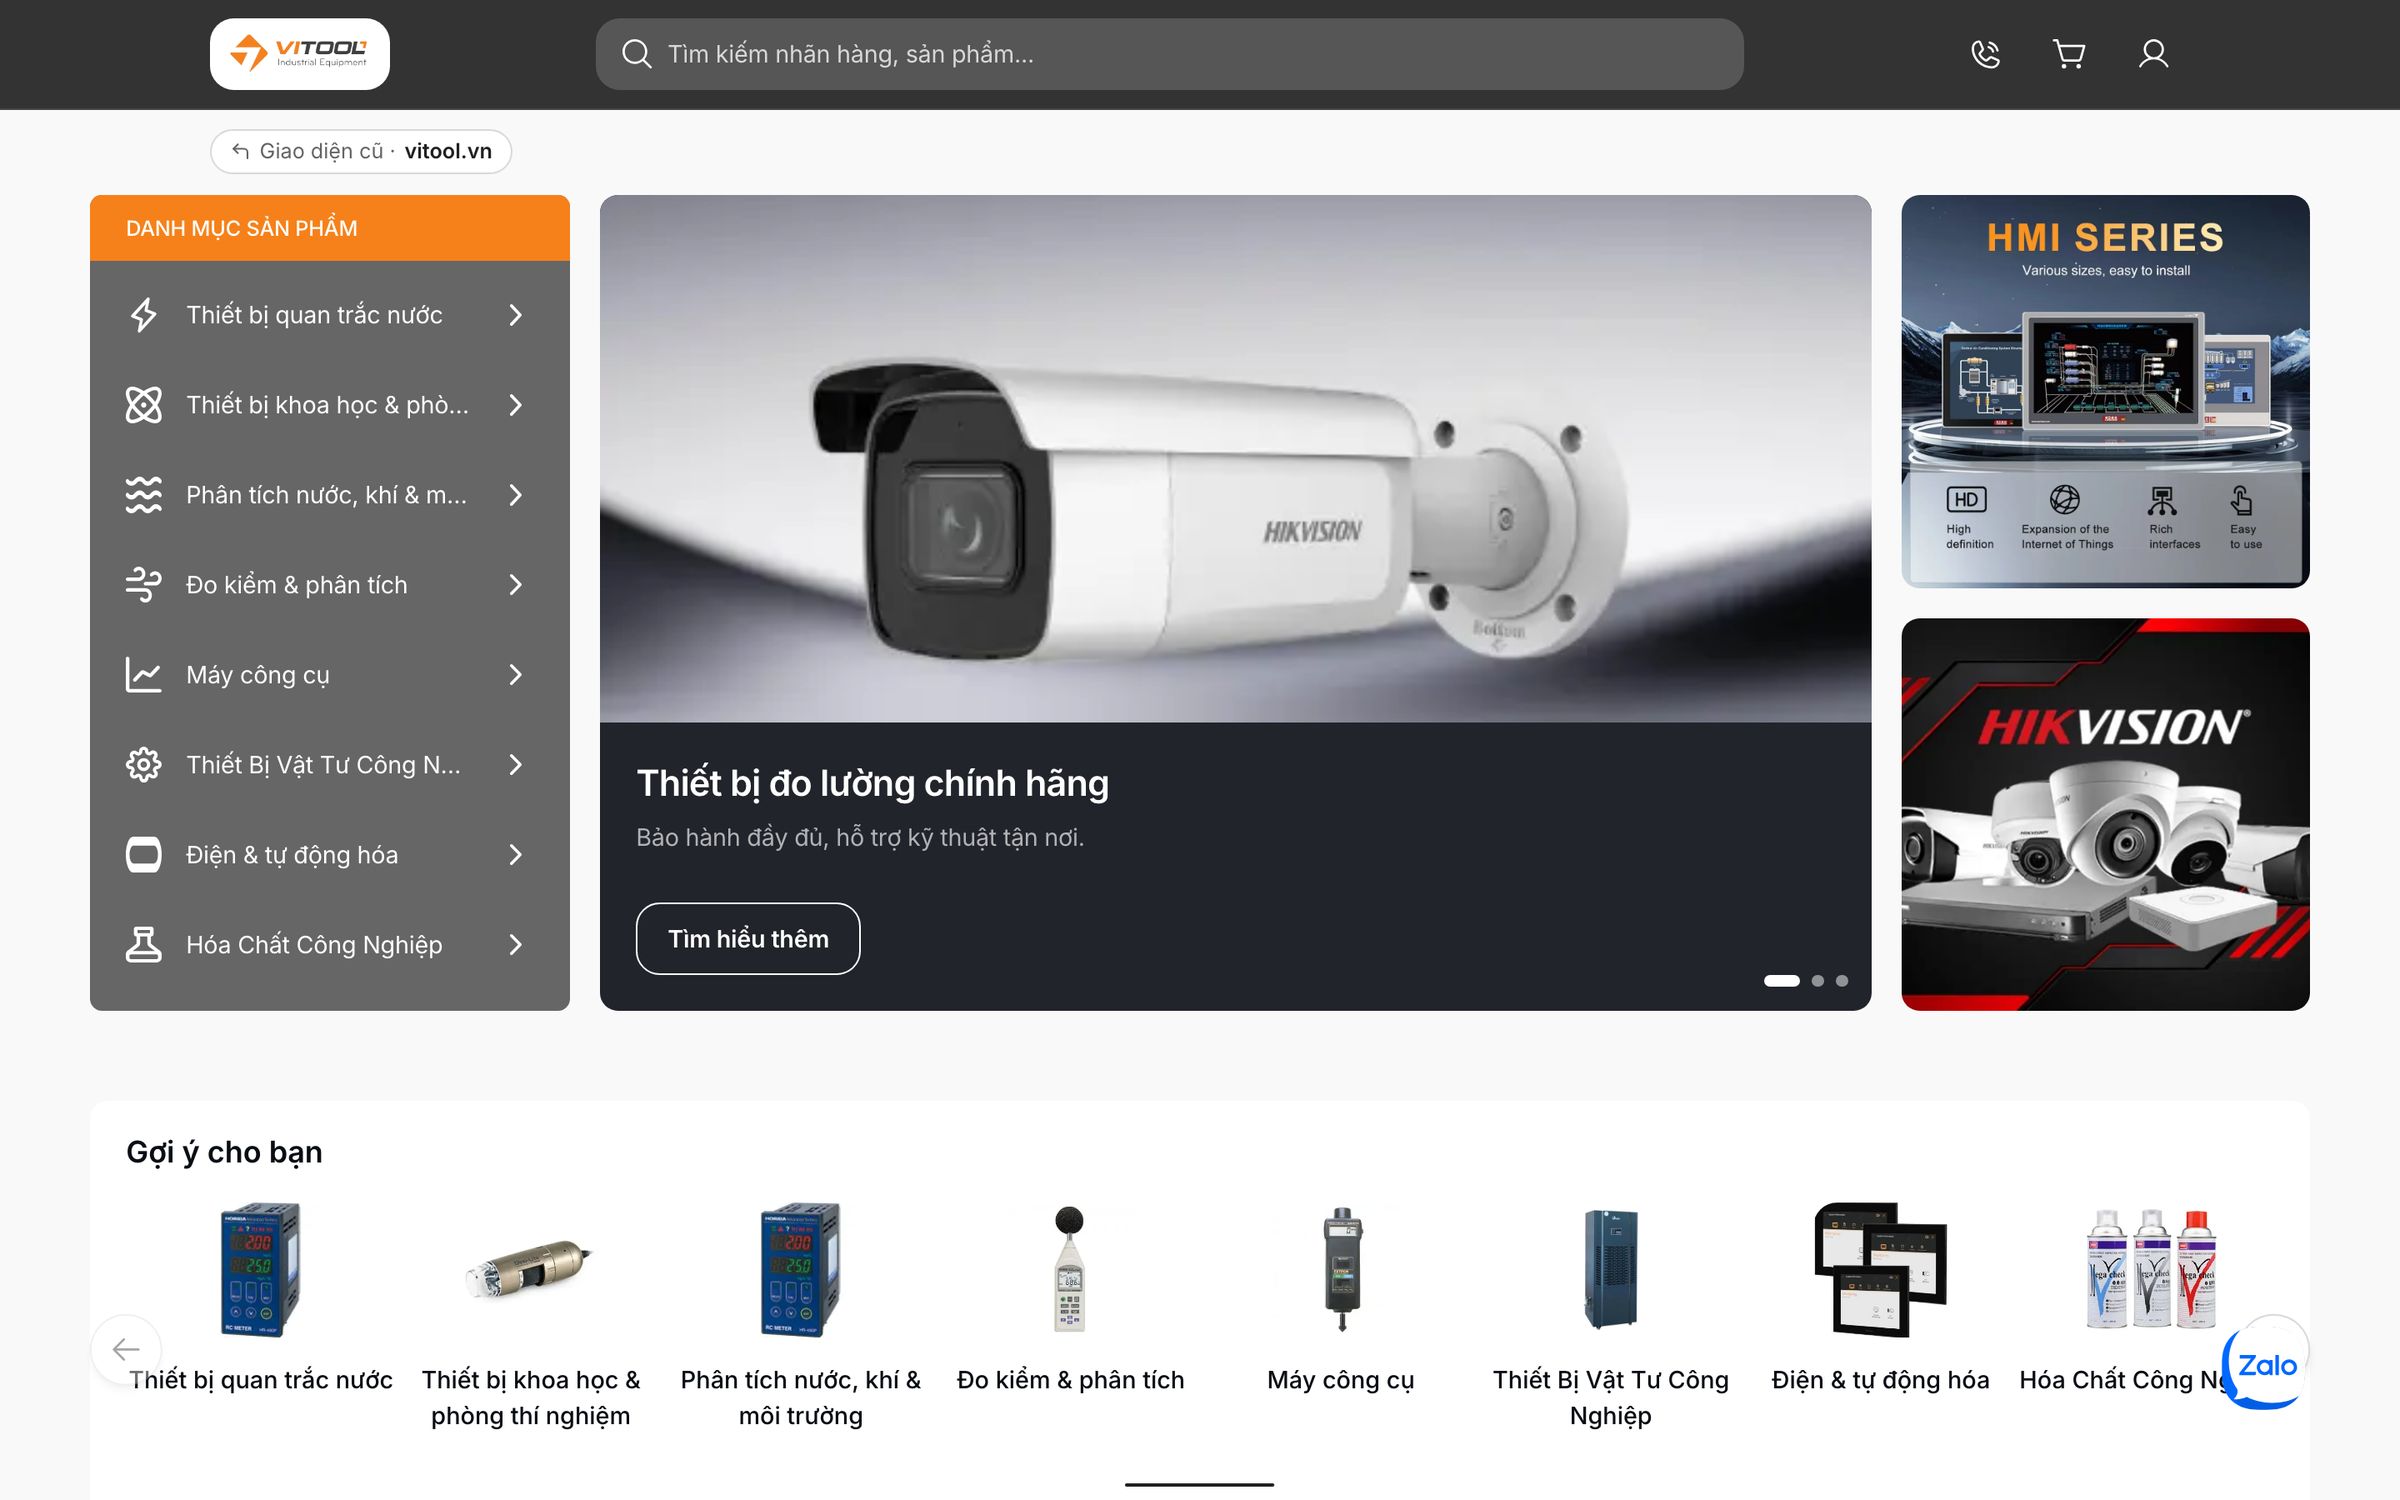 VITOOL
Industrial Equipment
Tìm kiếm nhãn hàng, sản phẩm...
Giao diện cũ · vitool.vn
DANH MỤC SẢN PHẨM
Thiết bị quan trắc nước
Thiết bị khoa học & phò...
Phân tích nước, khí & m...
Đo kiểm & phân tích
Máy công cụ
Thiết Bị Vật Tư Công N...
Điện & tự động hóa
Hóa Chất Công Nghiệp
HIKVISION
Bottom
Thiết bị đo lường chính hãng
Bảo hành đầy đủ, hỗ trợ kỹ thuật tận nơi.
Tìm hiểu thêm
HMI SERIES
Various sizes, easy to install
HD
High definition
Expansion of the Internet of Things
Rich interfaces
Easy to use
HIKVISION®
Gợi ý cho bạn
Thiết bị quan trắc nước
Thiết bị khoa học &
phòng thí nghiệm
Phân tích nước, khí &
môi trường
Đo kiểm & phân tích
Máy công cụ
Thiết Bị Vật Tư Công
Nghiệp
Điện & tự động hóa
Hóa Chất Công
Zalo